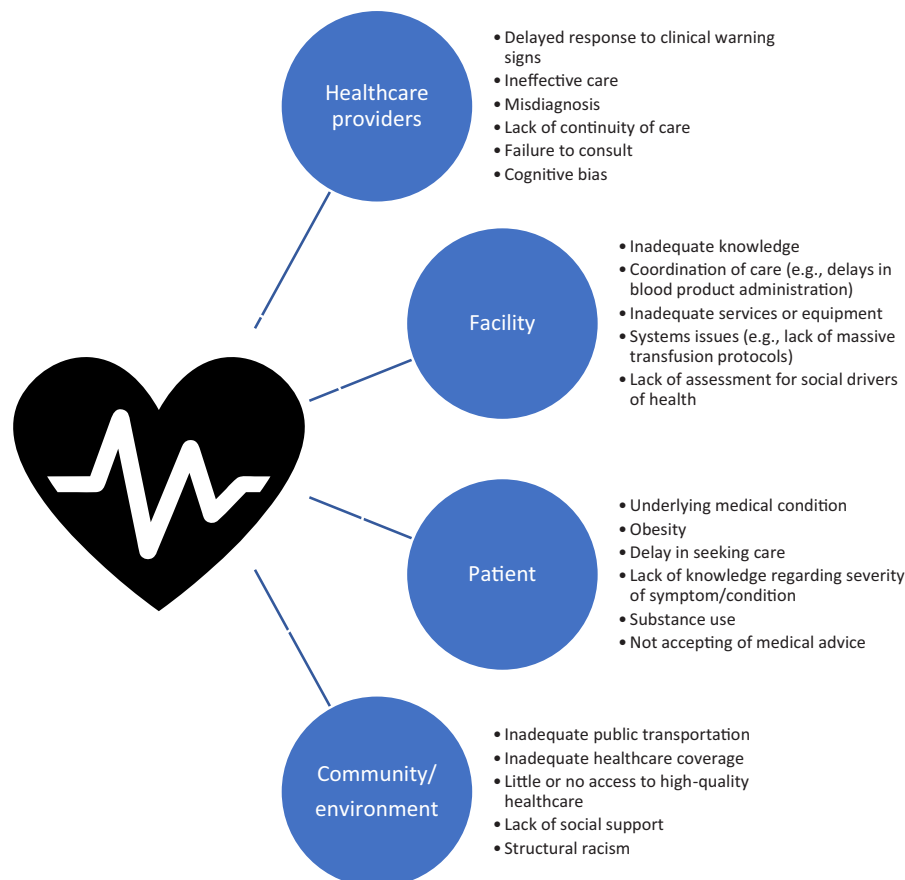 Healthcare
providers
• Delayed response to clinical warning
signs
• Ineffective care
• Misdiagnosis
• Lack of continuity of care
• Failure to consult
• Cognitive bias
Facility
• Inadequate knowledge
• Coordination of care (e.g., delays in
blood product administration)
• Inadequate services or equipment
• Systems issues (e.g., lack of massive
transfusion protocols)
• Lack of assessment for social drivers
of health
Patient
• Underlying medical condition
• Obesity
• Delay in seeking care
• Lack of knowledge regarding severity
of symptom/condition
• Substance use
• Not accepting of medical advice
Community/
environment
• Inadequate public transportation
• Inadequate healthcare coverage
• Little or no access to high-quality
healthcare
• Lack of social support
• Structural racism